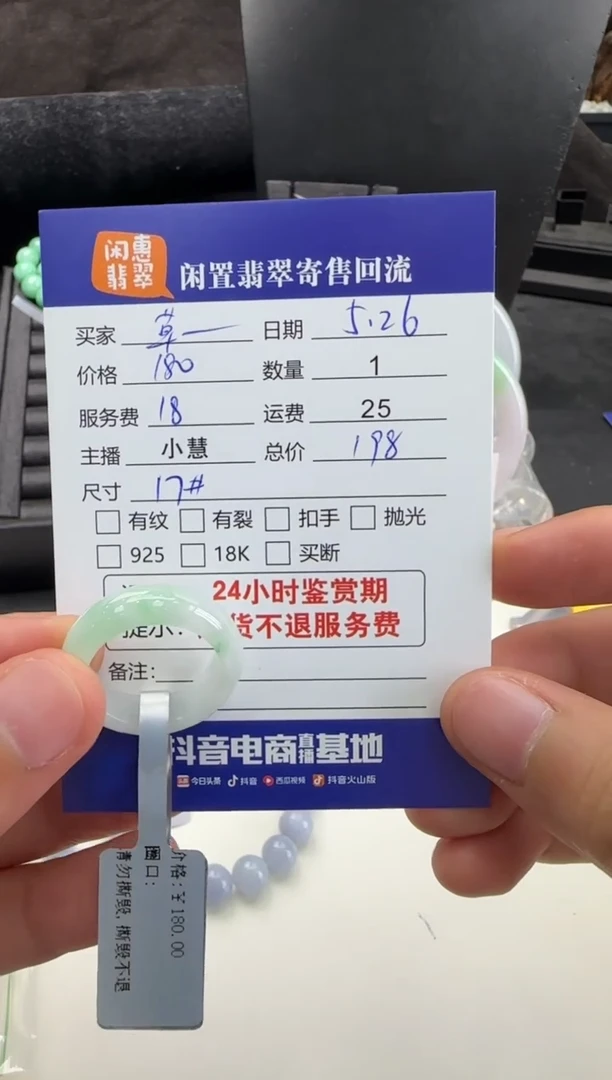 闲惠
翡翠
闲置翡翠寄售回流
买家 草一 日期 5.26
价格 180 数量 1
服务费 18 运费 25
主播 小慧 总价 198
尺寸 17#
有纹 有裂 扣手 抛光
925 18K 买断
24小时鉴赏期
货不退服务费
备注:
抖音电商直播基地
今日头条 抖音 西瓜视频 抖音火山版
价格:¥180.00
圈口:
请勿撕毁,撕毁不退